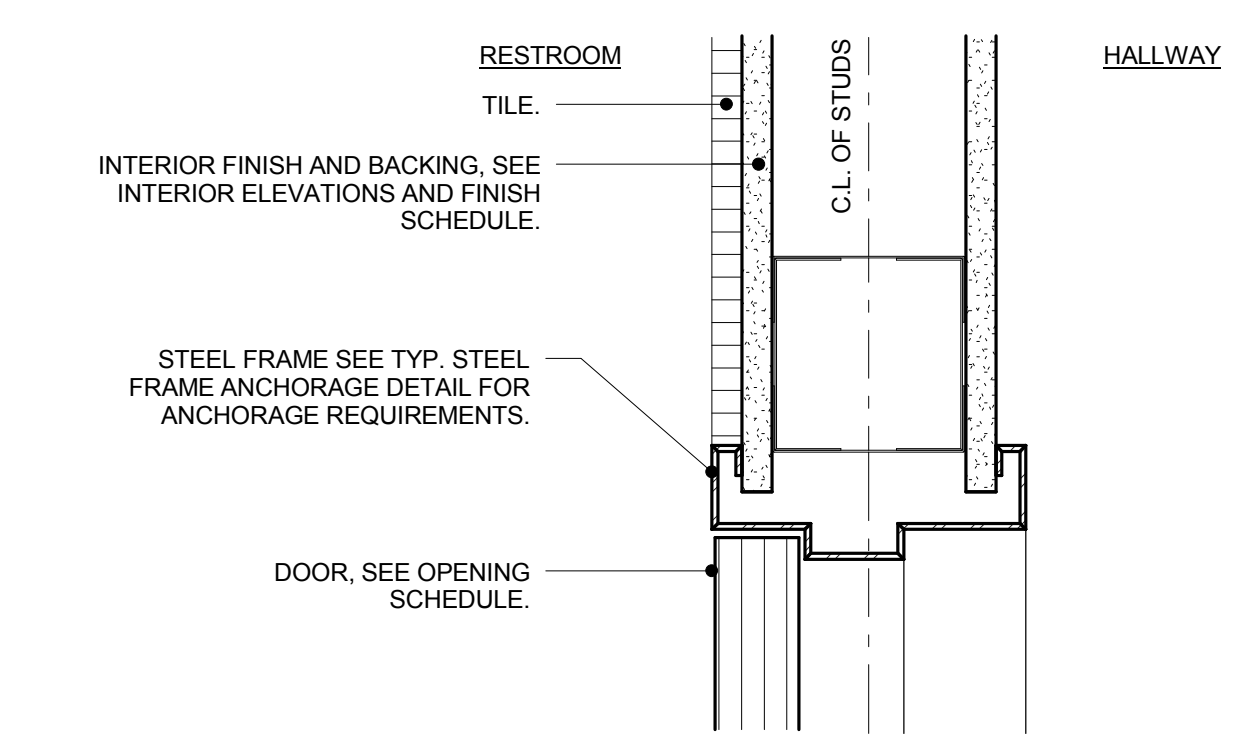 RESTROOM
HALLWAY
C.L. OF STUDS
TILE.
INTERIOR FINISH AND BACKING, SEE
INTERIOR ELEVATIONS AND FINISH
SCHEDULE.
STEEL FRAME SEE TYP. STEEL
FRAME ANCHORAGE DETAIL FOR
ANCHORAGE REQUIREMENTS.
DOOR, SEE OPENING
SCHEDULE.